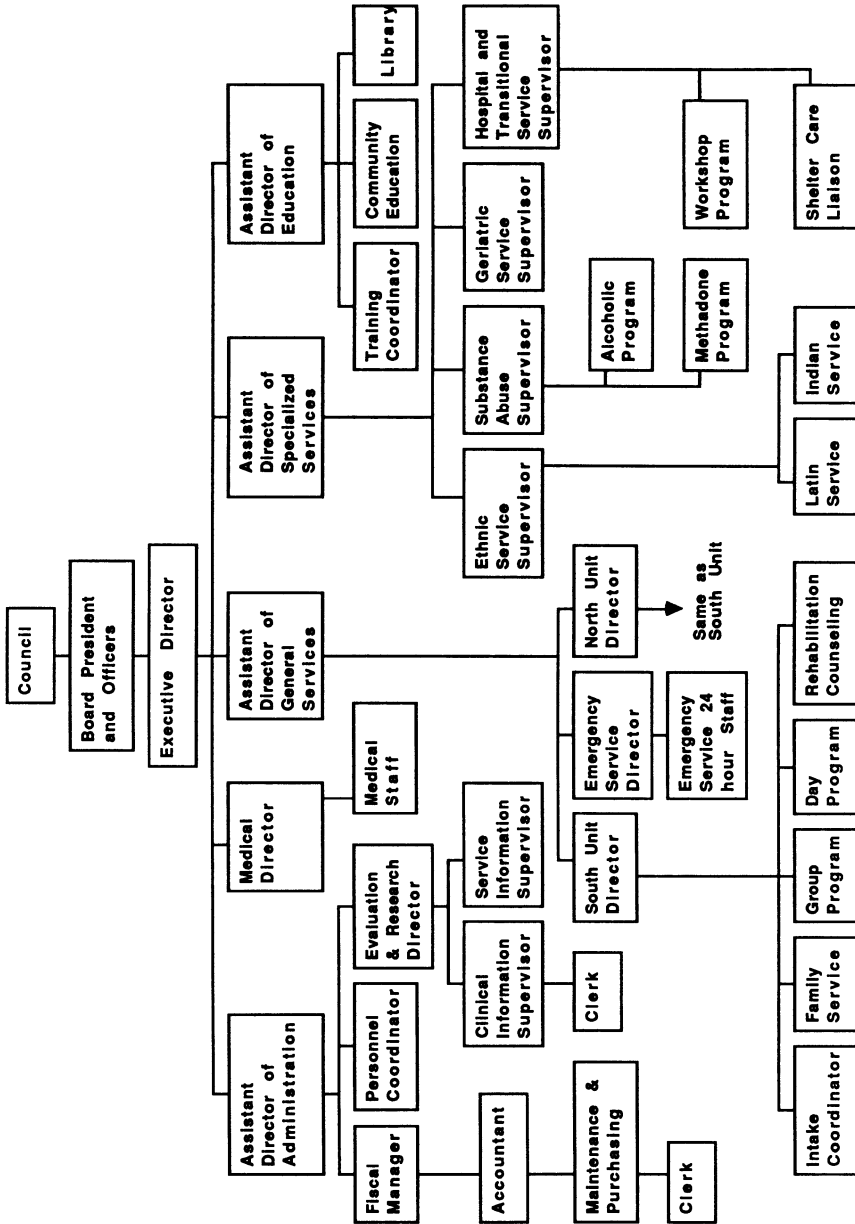 Council
Board President
and Officers
Executive Director
Assistant
Director of
Administration
Medical
Director
Assistant
Director of
General
Services
Assistant
Director of
Specialized
Services
Assistant
Director of
Education
Fiscal
Manager
Personnel
Coordinator
Evaluation
& Research
Director
Medical
Staff
Training
Coordinator
Community
Education
Library
Accountant
Clinical
Information
Supervisor
Service
Information
Supervisor
Ethnic
Service
Supervisor
Substance
Abuse
Supervisor
Geriatric
Service
Supervisor
Hospital and
Transitional
Service
Supervisor
Maintenance &
Purchasing
Clerk
South Unit
Director
Emergency
Service
Director
North Unit
Director
Alcoholic
Program
Clerk
Emergency
Service 24
hour Staff
Same as
South Unit
Methadone
Program
Workshop
Program
Intake
Coordinator
Family
Service
Group
Program
Day
Program
Rehabilitation
Counseling
Latin
Service
Indian
Service
Shelter Care
Liaison